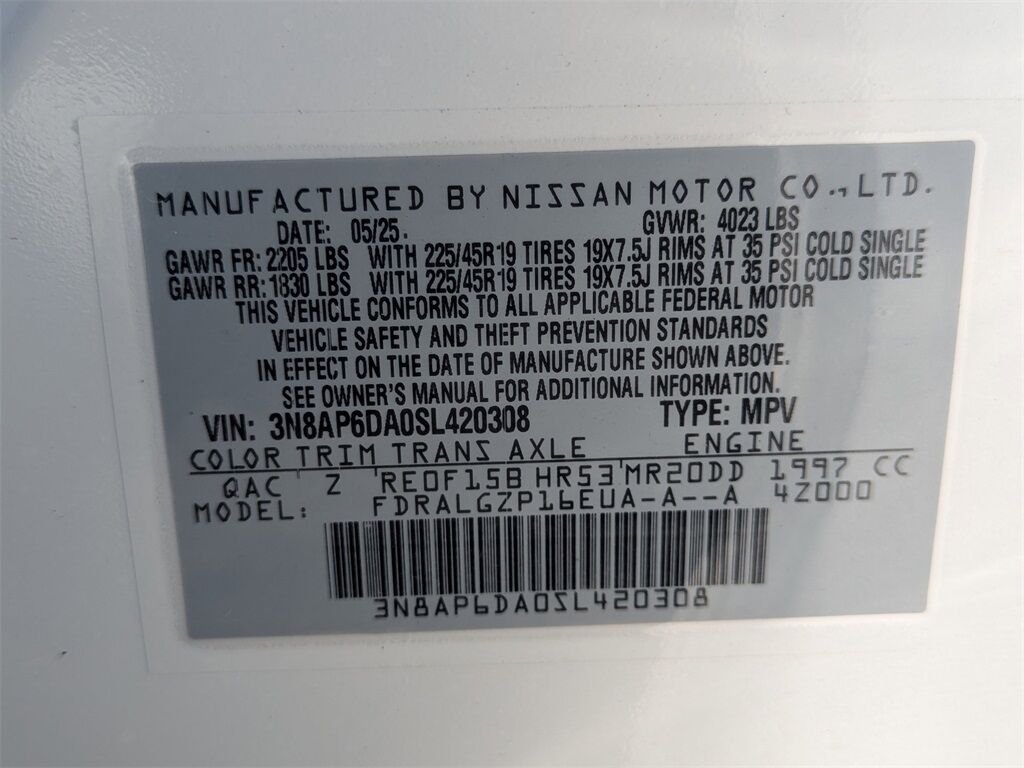 MANUFACTURED BY NISSAN MOTOR CO., LTD.
DATE: 05/25. GVWR: 4023 LBS
GAWR FR: 2205 LBS WITH 225/45R19 TIRES 19X7.5J RIMS AT 35 PSI COLD SINGLE
GAWR RR: 1830 LBS WITH 225/45R19 TIRES 19X7.5J RIMS AT 35 PSI COLD SINGLE
THIS VEHICLE CONFORMS TO ALL APPLICABLE FEDERAL MOTOR
VEHICLE SAFETY AND THEFT PREVENTION STANDARDS
IN EFFECT ON THE DATE OF MANUFACTURE SHOWN ABOVE.
SEE OWNER'S MANUAL FOR ADDITIONAL INFORMATION.
VIN: 3N8AP6DA0SL420308 TYPE: MPV
COLOR TRIM TRANS AXLE ENGINE
QAC Z RE0F15B HR53 MR20DD 1997 CC
MODEL: FDRALGZP16EUA-A--A 4Z000
3N8AP6DA0SL420308